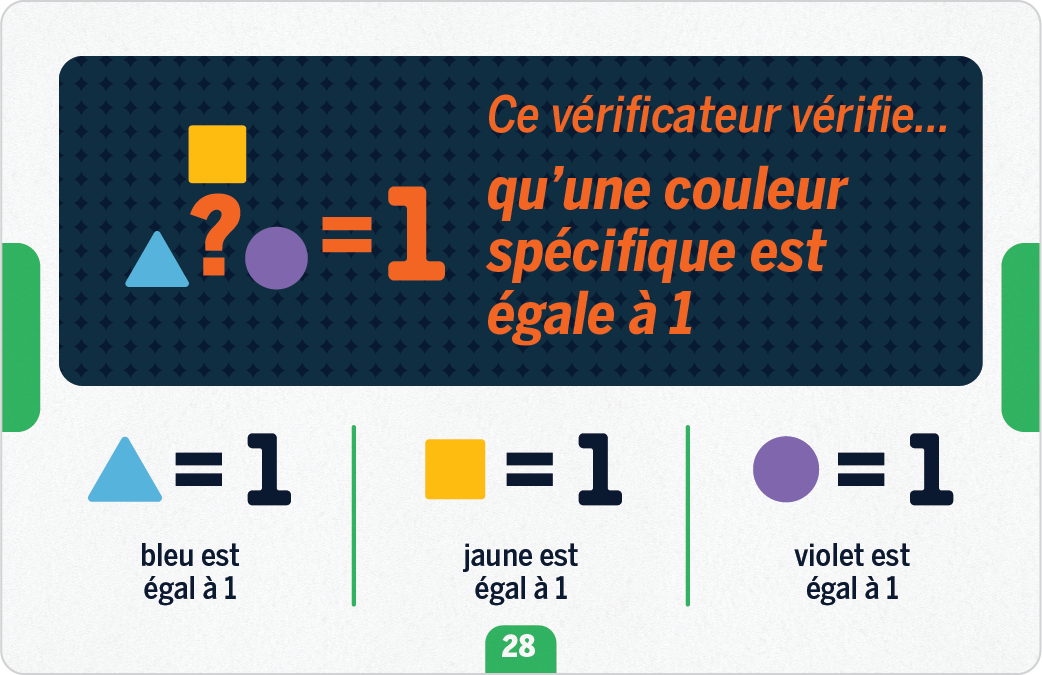 Ce vérificateur vérifie...
qu'une couleur
spécifique est
égale à 1
? = 1
= 1
bleu est
égal à 1
= 1
jaune est
égal à 1
= 1
violet est
égal à 1
28